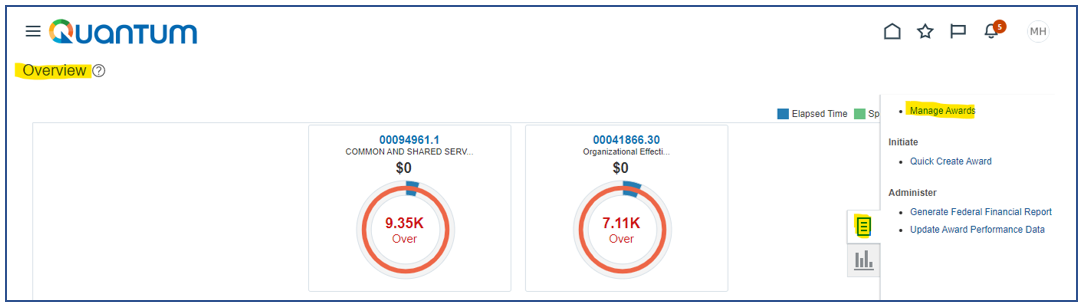 QUANTUM
5
MH
Overview ?
Elapsed Time Sp
00094961.1
COMMON AND SHARED SERV...
$0
9.35K
Over
00041866.30
Organizational Effecti...
$0
7.11K
Over
Manage Awards
Initiate
Quick Create Award
Administer
Generate Federal Financial Report
Update Award Performance Data